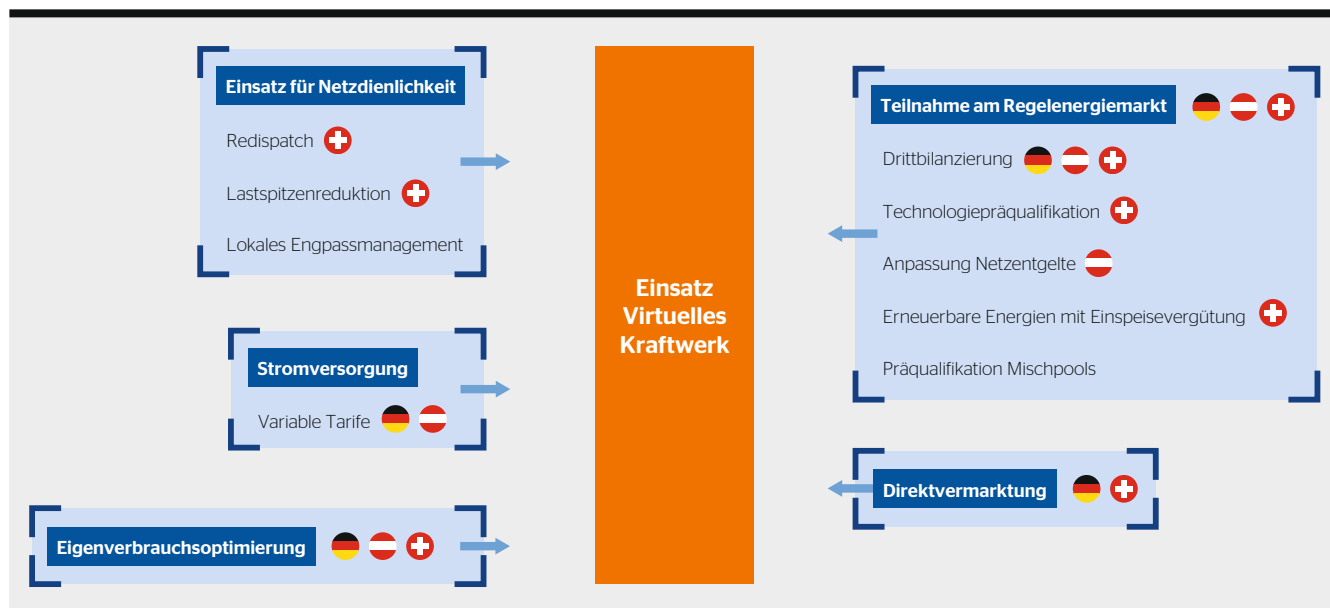 Einsatz für Netzdienlichkeit
Redispatch
Lastspitzenreduktion
Lokales Engpassmanagement
Stromversorgung
Variable Tarife
Eigenverbrauchsoptimierung
Einsatz
Virtuelles
Kraftwerk
Teilnahme am Regelenergiemarkt
Drittbilanzierung
Technologiepräqualifikation
Anpassung Netzentgelte
Erneuerbare Energien mit Einspeisevergütung
Präqualifikation Mischpools
Direktvermarktung